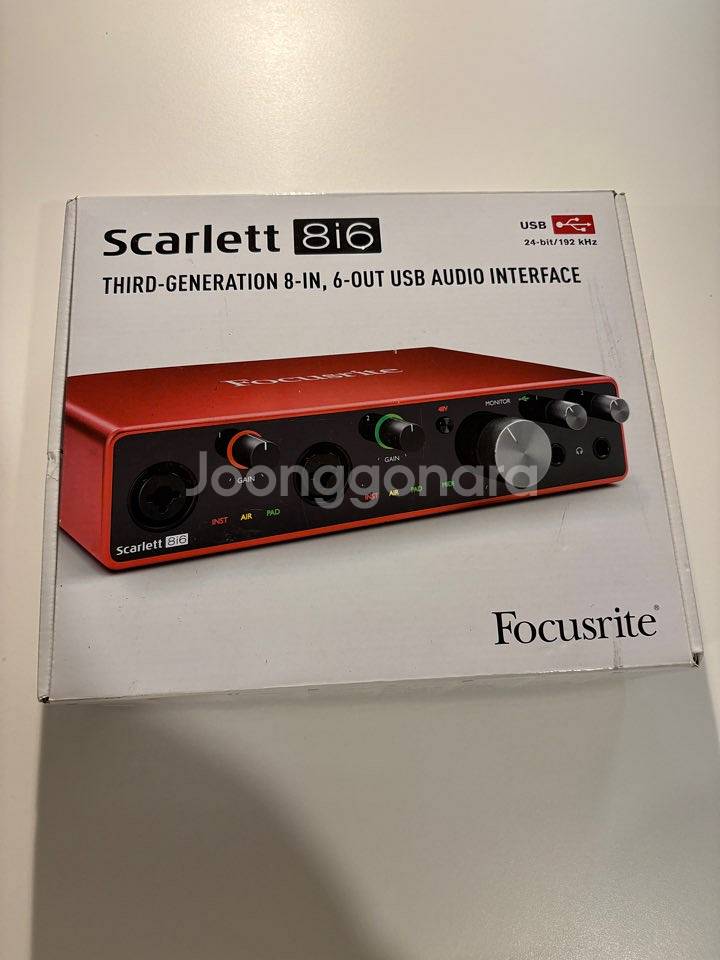 Scarlett 8i6
USB
24-bit/192 kHz
THIRD-GENERATION 8-IN, 6-OUT USB AUDIO INTERFACE
Focusrite
48V
MONITOR
2
GAIN
GAIN
INST AIR PAD
INST AIR PAD
MIDI
Scarlett 8i6
Joonggonara
Focusrite®